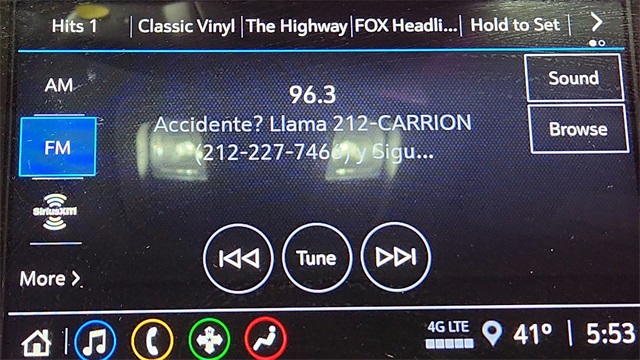 Hits 1 Classic Vinyl The Highway FOX Headli... Hold to Set
AM
Sound
96.3
FM
Accidente? Llama 212-CARRION
Browse
(212-227-7466) y Sigu...
SiriusXM
More
Tune
4G LTE 41° 5:53